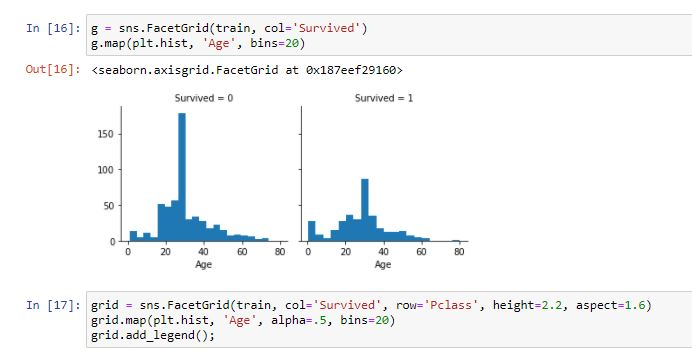 In [16]: g = sns.FacetGrid(train, col='Survived')
g.map(plt.hist, 'Age', bins=20)
Out[16]: <seaborn.axisgrid.FacetGrid at 0x187eef29160>
Survived = 0 Survived = 1
150
100
50
0
0 20 40 60 80 0 20 40 60 80
Age Age
In [17]: grid = sns.FacetGrid(train, col='Survived', row='Pclass', height=2.2, aspect=1.6)
grid.map(plt.hist, 'Age', alpha=.5, bins=20)
grid.add_legend();